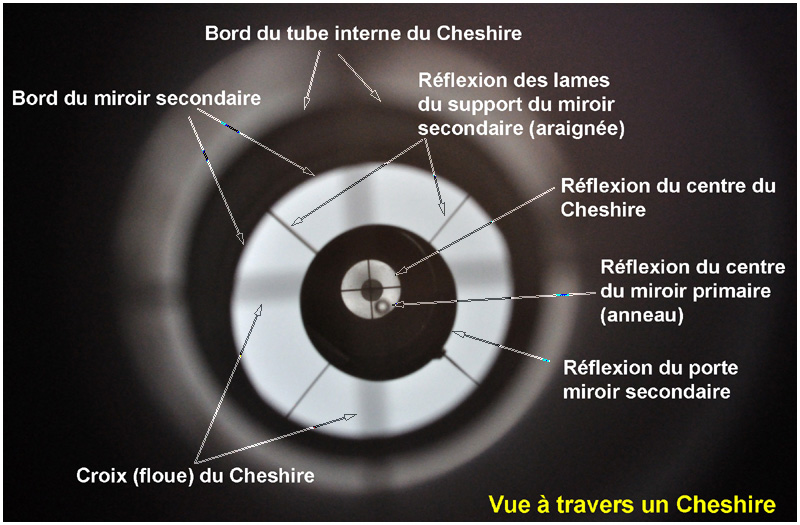 Bord du tube interne du Cheshire
Bord du miroir secondaire
Réflexion des lames
du support du miroir
secondaire (araignée)
Réflexion du centre du
Cheshire
Réflexion du centre
du miroir primaire
(anneau)
Réflexion du porte
miroir secondaire
Croix (floue) du Cheshire
Vue à travers un Cheshire